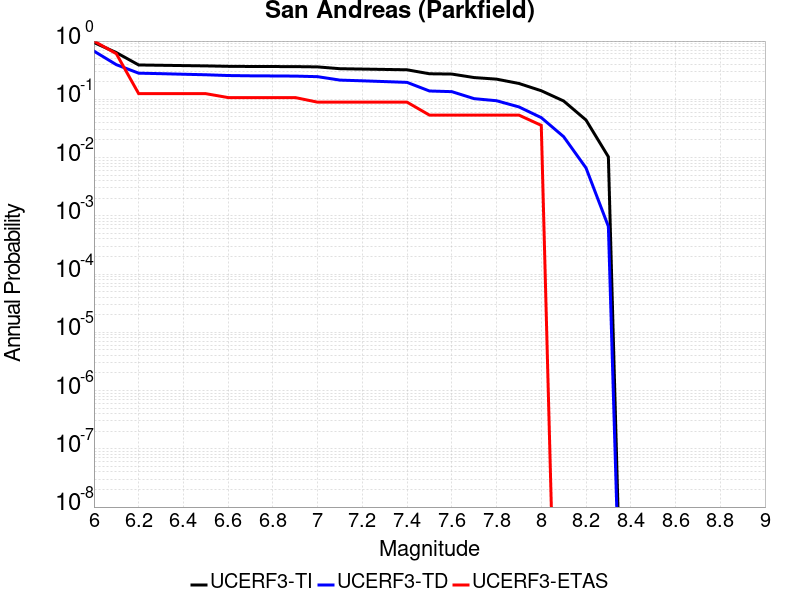 San Andreas (Parkfield)
10^0
10^-1
10^-2
10^-3
10^-4
10^-5
10^-6
10^-7
10^-8
Annual Probability
6 6.2 6.4 6.6 6.8 7 7.2 7.4 7.6 7.8 8 8.2 8.4 8.6 8.8 9
Magnitude
UCERF3-TI UCERF3-TD UCERF3-ETAS